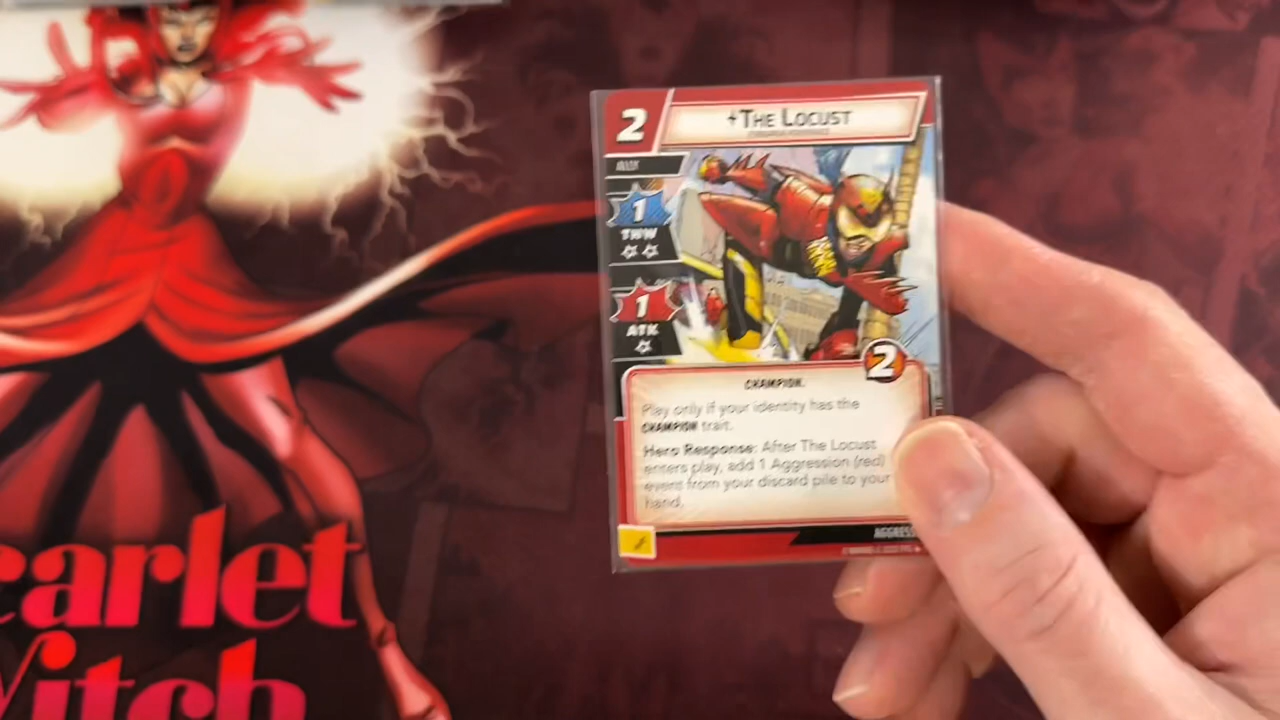 2
THE LOCUST
ALLY
1
THW
1
ATK
2
CHAMPION.
Play only if your identity has the
CHAMPION trait.
Hero Response: After The Locust
enters play, add 1 Aggression (red)
event from your discard pile to your
hand.
AGGRESS
carlet
Witch